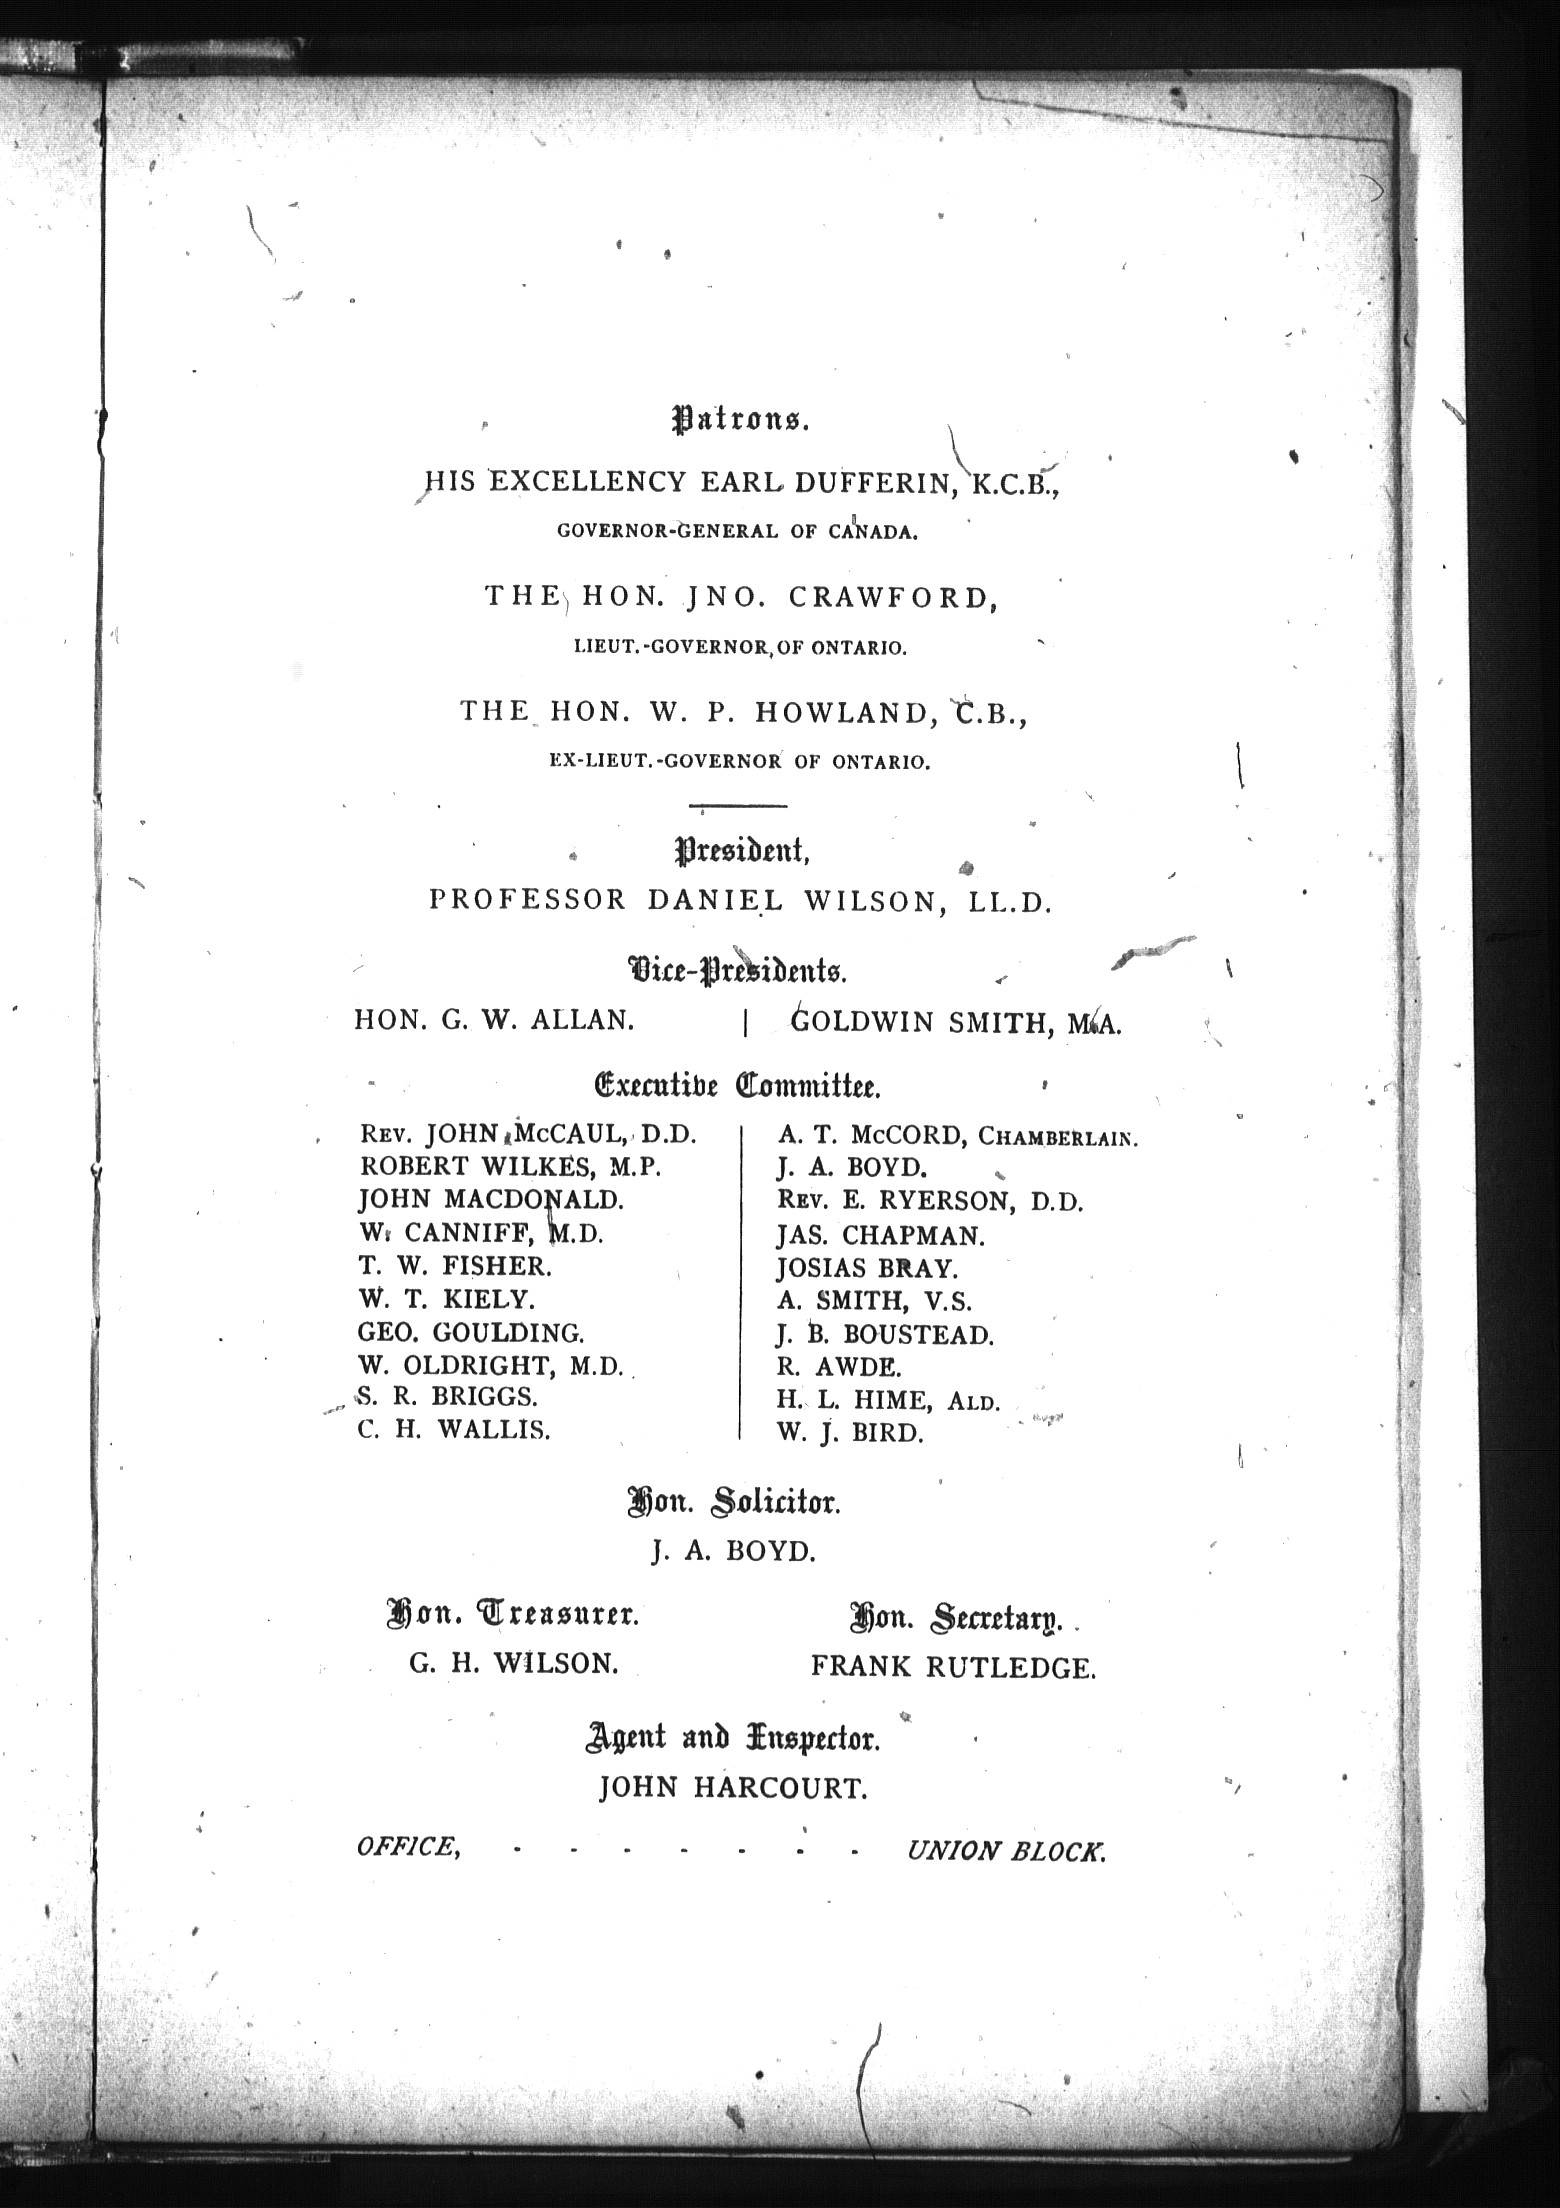 Patrons.
HIS EXCELLENCY EARL DUFFERIN, K.C.B.,
GOVERNOR-GENERAL OF CANADA.
THE HON. JNO. CRAWFORD,
LIEUT.-GOVERNOR OF ONTARIO.
THE HON. W. P. HOWLAND, C.B.,
EX-LIEUT.-GOVERNOR OF ONTARIO.
President,
PROFESSOR DANIEL WILSON, LL.D.
Vice-Presidents.
HON. G. W. ALLAN. | GOLDWIN SMITH, M.A.
Executive Committee.
REV. JOHN McCAUL, D.D.
ROBERT WILKES, M.P.
JOHN MACDONALD.
W. CANNIFF, M.D.
T. W. FISHER.
W. T. KIELY.
GEO. GOULDING.
W. OLDRIGHT, M.D.
S. R. BRIGGS.
C. H. WALLIS.
A. T. McCORD, CHAMBERLAIN.
J. A. BOYD.
REV. E. RYERSON, D.D.
JAS. CHAPMAN.
JOSIAS BRAY.
A. SMITH, V.S.
J. B. BOUSTEAD.
R. AWDE.
H. L. HIME, ALD.
W. J. BIRD.
Hon. Solicitor.
J. A. BOYD.
Hon. Treasurer.
G. H. WILSON.
Hon. Secretary.
FRANK RUTLEDGE.
Agent and Inspector.
JOHN HARCOURT.
OFFICE, - - - - - - - UNION BLOCK.